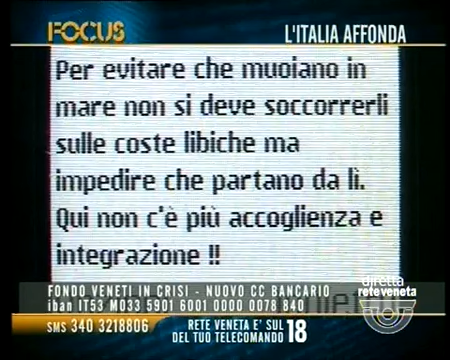 FOCUS
L'ITALIA AFFONDA
Per evitare che muoiano in
mare non si deve soccorrerli
sulle coste libiche ma
impedire che partano da lì.
Qui non c'è più accoglienza e
integrazione !!
FONDO VENETI IN CRISI - NUOVO CC BANCARIO
iban IT53 M033 5901 6001 0000 0078 840
diretta
reteveneta
SMS 340 3218806
RETE VENETA E' SUL 18
DEL TUO TELECOMANDO